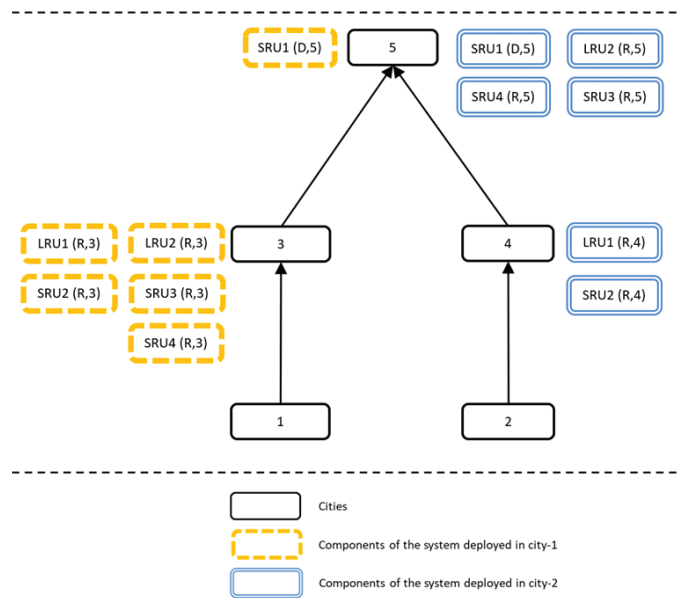 SRU1 (D,5)
5
SRU1 (D,5)
LRU2 (R,5)
SRU4 (R,5)
SRU3 (R,5)
LRU1 (R,3)
LRU2 (R,3)
3
4
LRU1 (R,4)
SRU2 (R,3)
SRU3 (R,3)
SRU2 (R,4)
SRU4 (R,3)
1
2
Cities
Components of the system deployed in city-1
Components of the system deployed in city-2